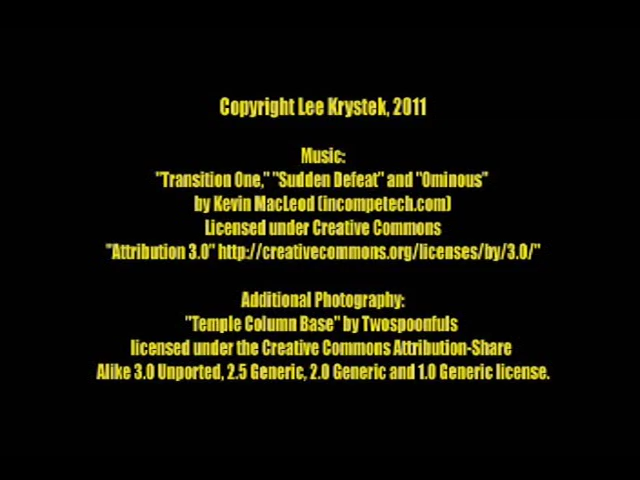 Copyright Lee Krystek, 2011
Music:
"Transition One," "Sudden Defeat" and "Ominous"
by Kevin MacLeod (incompetech.com)
Licensed under Creative Commons
"Attribution 3.0" http://creativecommons.org/licenses/by/3.0/"
Additional Photography:
"Temple Column Base" by Twospoonfuls
licensed under the Creative Commons Attribution-Share
Alike 3.0 Unported, 2.5 Generic, 2.0 Generic and 1.0 Generic license.